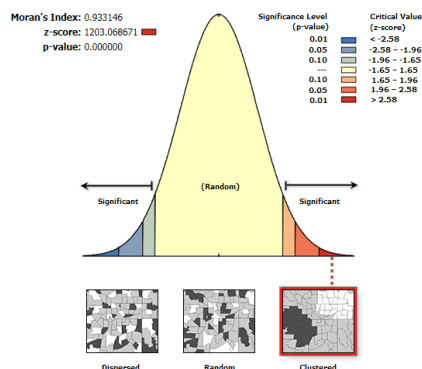 Moran's Index: 0.933146
z-score: 1203.068671
p-value: 0.000000
Significance Level
(p-value)
Critical Value
(z-score)
0.01 < -2.58
0.05 -2.58 - -1.96
0.10 -1.96 - -1.65
--- -1.65 - 1.65
0.10 1.65 - 1.96
0.05 1.96 - 2.58
0.01 > 2.58
Significant
(Random)
Significant
Dispersed
Random
Clustered